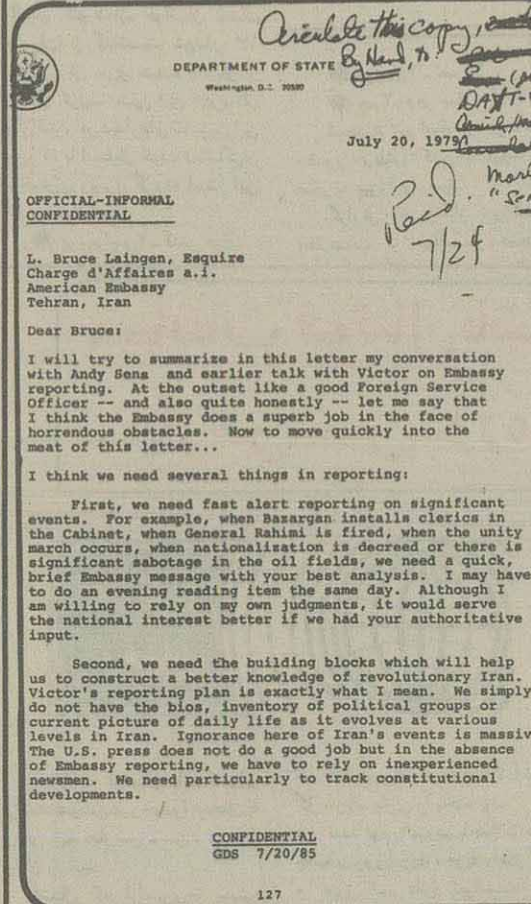 Circulate this copy,
By Hand, to:
DEPARTMENT OF STATE
Washington, D.C. 20520
July 20, 1979
7/24
OFFICIAL-INFORMAL
CONFIDENTIAL
L. Bruce Laingen, Esquire
Charge d'Affaires a.i.
American Embassy
Tehran, Iran
Dear Bruce:
I will try to summarize in this letter my conversation
with Andy Sens and earlier talk with Victor on Embassy
reporting. At the outset like a good Foreign Service
Officer -- and also quite honestly -- let me say that
I think the Embassy does a superb job in the face of
horrendous obstacles. Now to move quickly into the
meat of this letter...
I think we need several things in reporting:
First, we need fast alert reporting on significant
events. For example, when Bazargan installs clerics in
the Cabinet, when General Rahimi is fired, when the unity
march occurs, when nationalization is decreed or there is
significant sabotage in the oil fields, we need a quick,
brief Embassy message with your best analysis. I may have
to do an evening reading item the same day. Although I
am willing to rely on my own judgments, it would serve
the national interest better if we had your authoritative
input.
Second, we need the building blocks which will help
us to construct a better knowledge of revolutionary Iran.
Victor's reporting plan is exactly what I mean. We simply
do not have the bios, inventory of political groups or
current picture of daily life as it evolves at various
levels in Iran. Ignorance here of Iran's events is massiv
The U.S. press does not do a good job but in the absence
of Embassy reporting, we have to rely on inexperienced
newsmen. We need particularly to track constitutional
developments.
CONFIDENTIAL
GDS 7/20/85
127